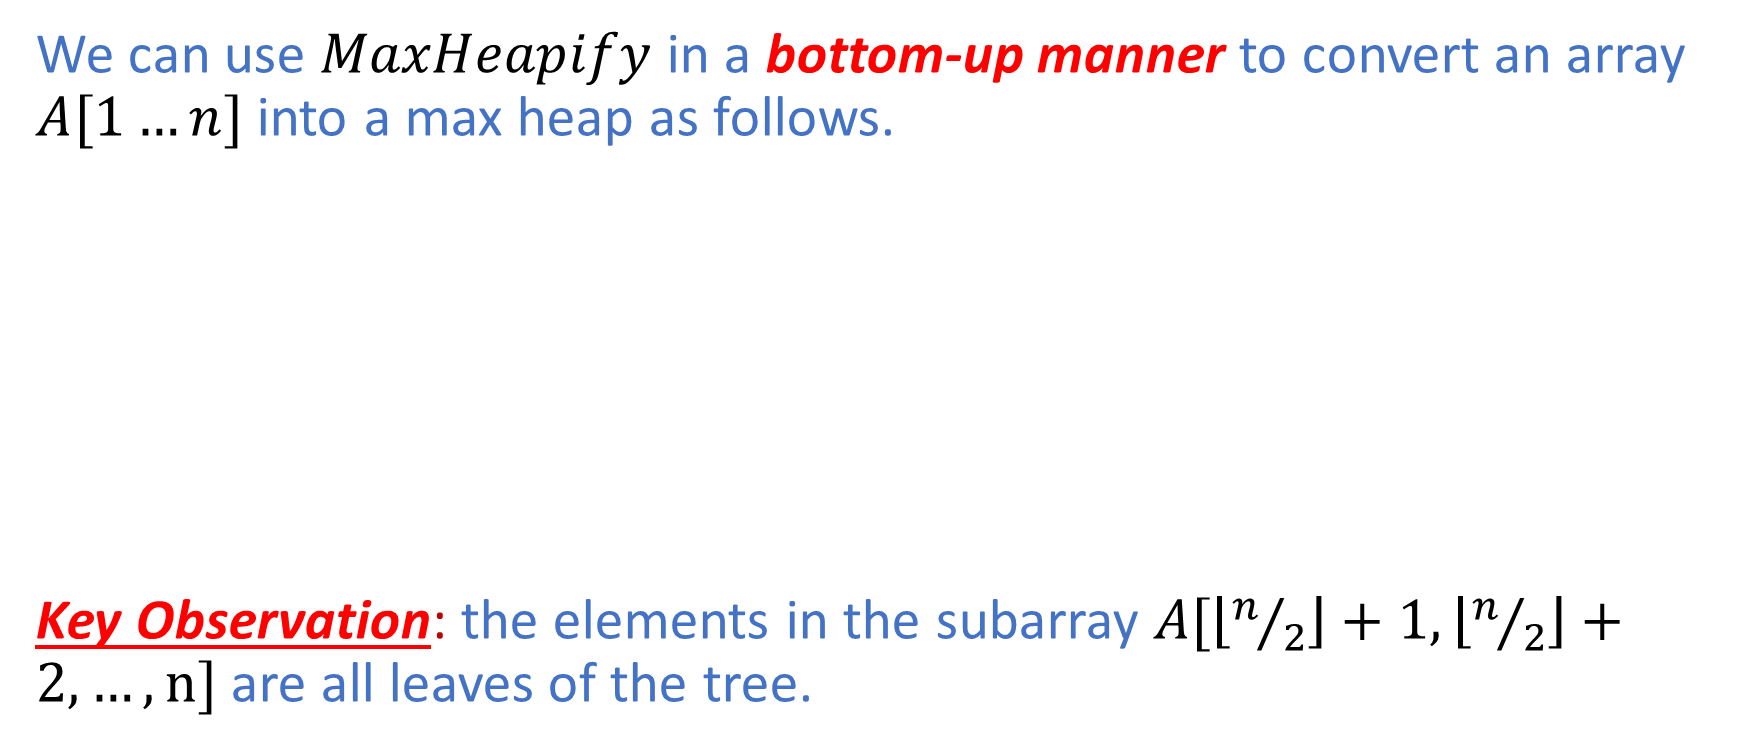 We can use MaxHeapify in a bottom-up manner to convert an array
A[1 … n] into a max heap as follows.
Key Observation: the elements in the subarray A[⌊n/2⌋ + 1, ⌊n/2⌋ +
2, … , n] are all leaves of the tree.